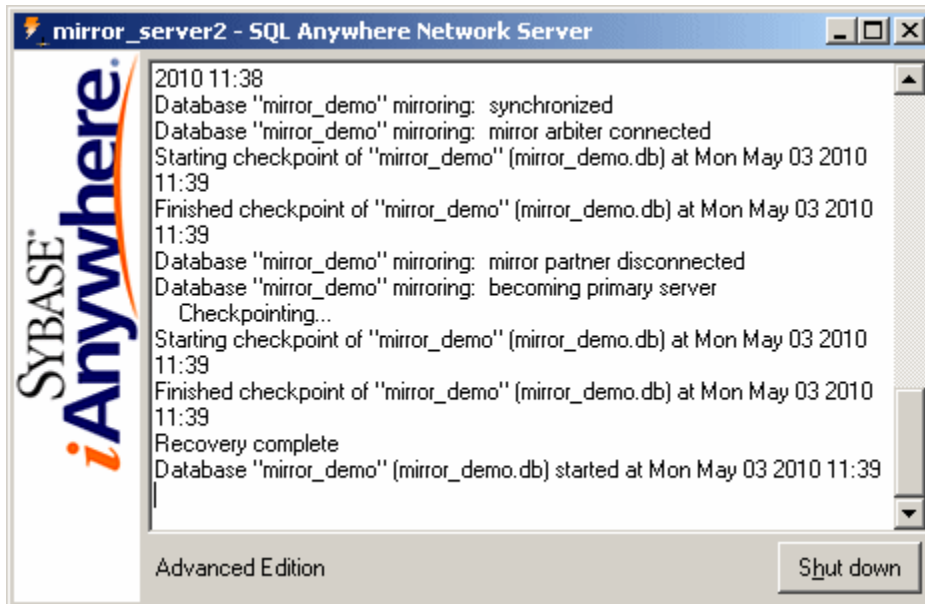 mirror_server2 - SQL Anywhere Network Server
SYBASE
iAnywhere.
2010 11:38
Database "mirror_demo" mirroring:  synchronized
Database "mirror_demo" mirroring:  mirror arbiter connected
Starting checkpoint of "mirror_demo" (mirror_demo.db) at Mon May 03 2010
11:39
Finished checkpoint of "mirror_demo" (mirror_demo.db) at Mon May 03 2010
11:39
Database "mirror_demo" mirroring:  mirror partner disconnected
Database "mirror_demo" mirroring:  becoming primary server
Checkpointing...
Starting checkpoint of "mirror_demo" (mirror_demo.db) at Mon May 03 2010
11:39
Finished checkpoint of "mirror_demo" (mirror_demo.db) at Mon May 03 2010
11:39
Recovery complete
Database "mirror_demo" (mirror_demo.db) started at Mon May 03 2010 11:39
Advanced Edition
Shut down